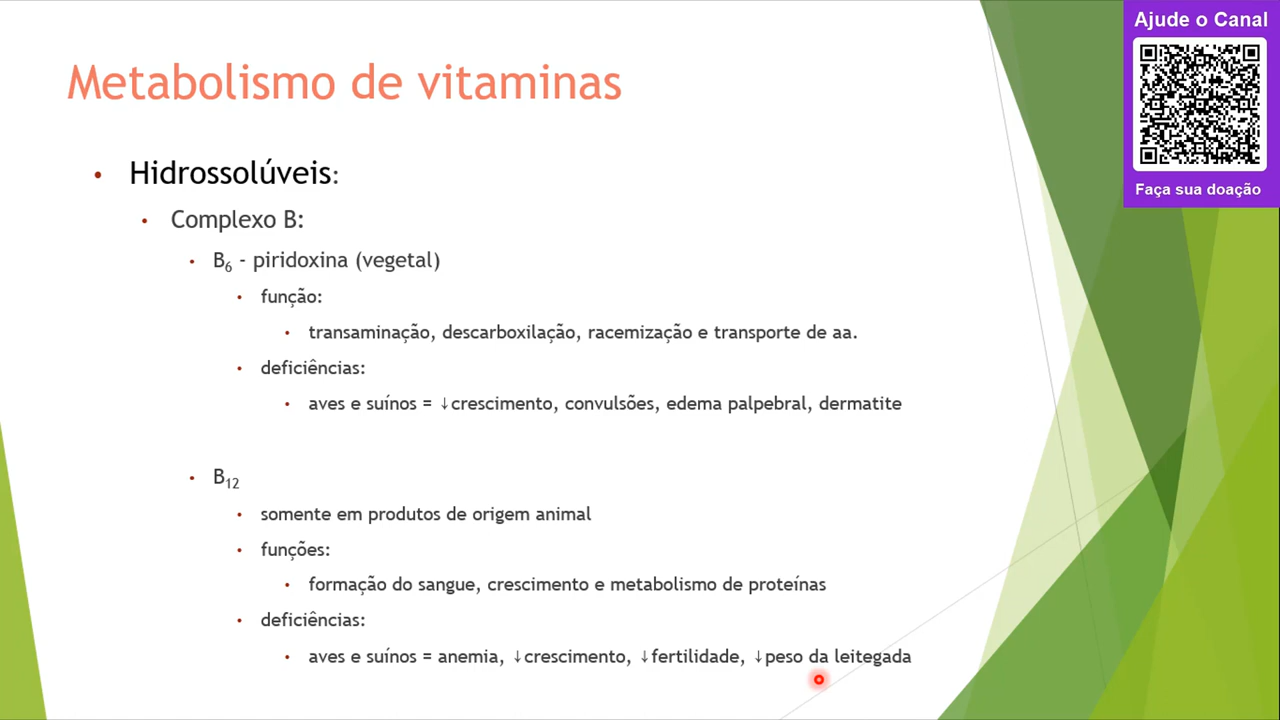 Ajude o Canal
Faça sua doação
Metabolismo de vitaminas
• Hidrossolúveis:
• Complexo B:
• B₆ - piridoxina (vegetal)
• função:
• transaminação, descarboxilação, racemização e transporte de aa.
• deficiências:
• aves e suínos = ↓crescimento, convulsões, edema palpebral, dermatite
• B₁₂
• somente em produtos de origem animal
• funções:
• formação do sangue, crescimento e metabolismo de proteínas
• deficiências:
• aves e suínos = anemia, ↓crescimento, ↓fertilidade, ↓peso da leitegada